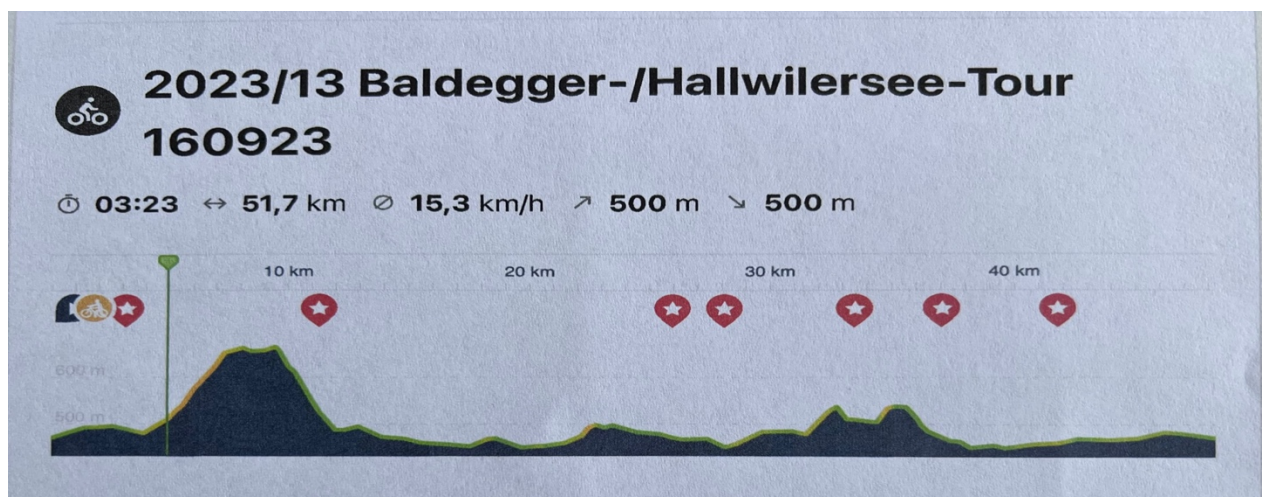 2023/13 Baldegger-/Hallwilersee-Tour
160923
03:23 51,7 km 15,3 km/h 500 m 500 m
10 km 20 km 30 km 40 km
600 m
500 m